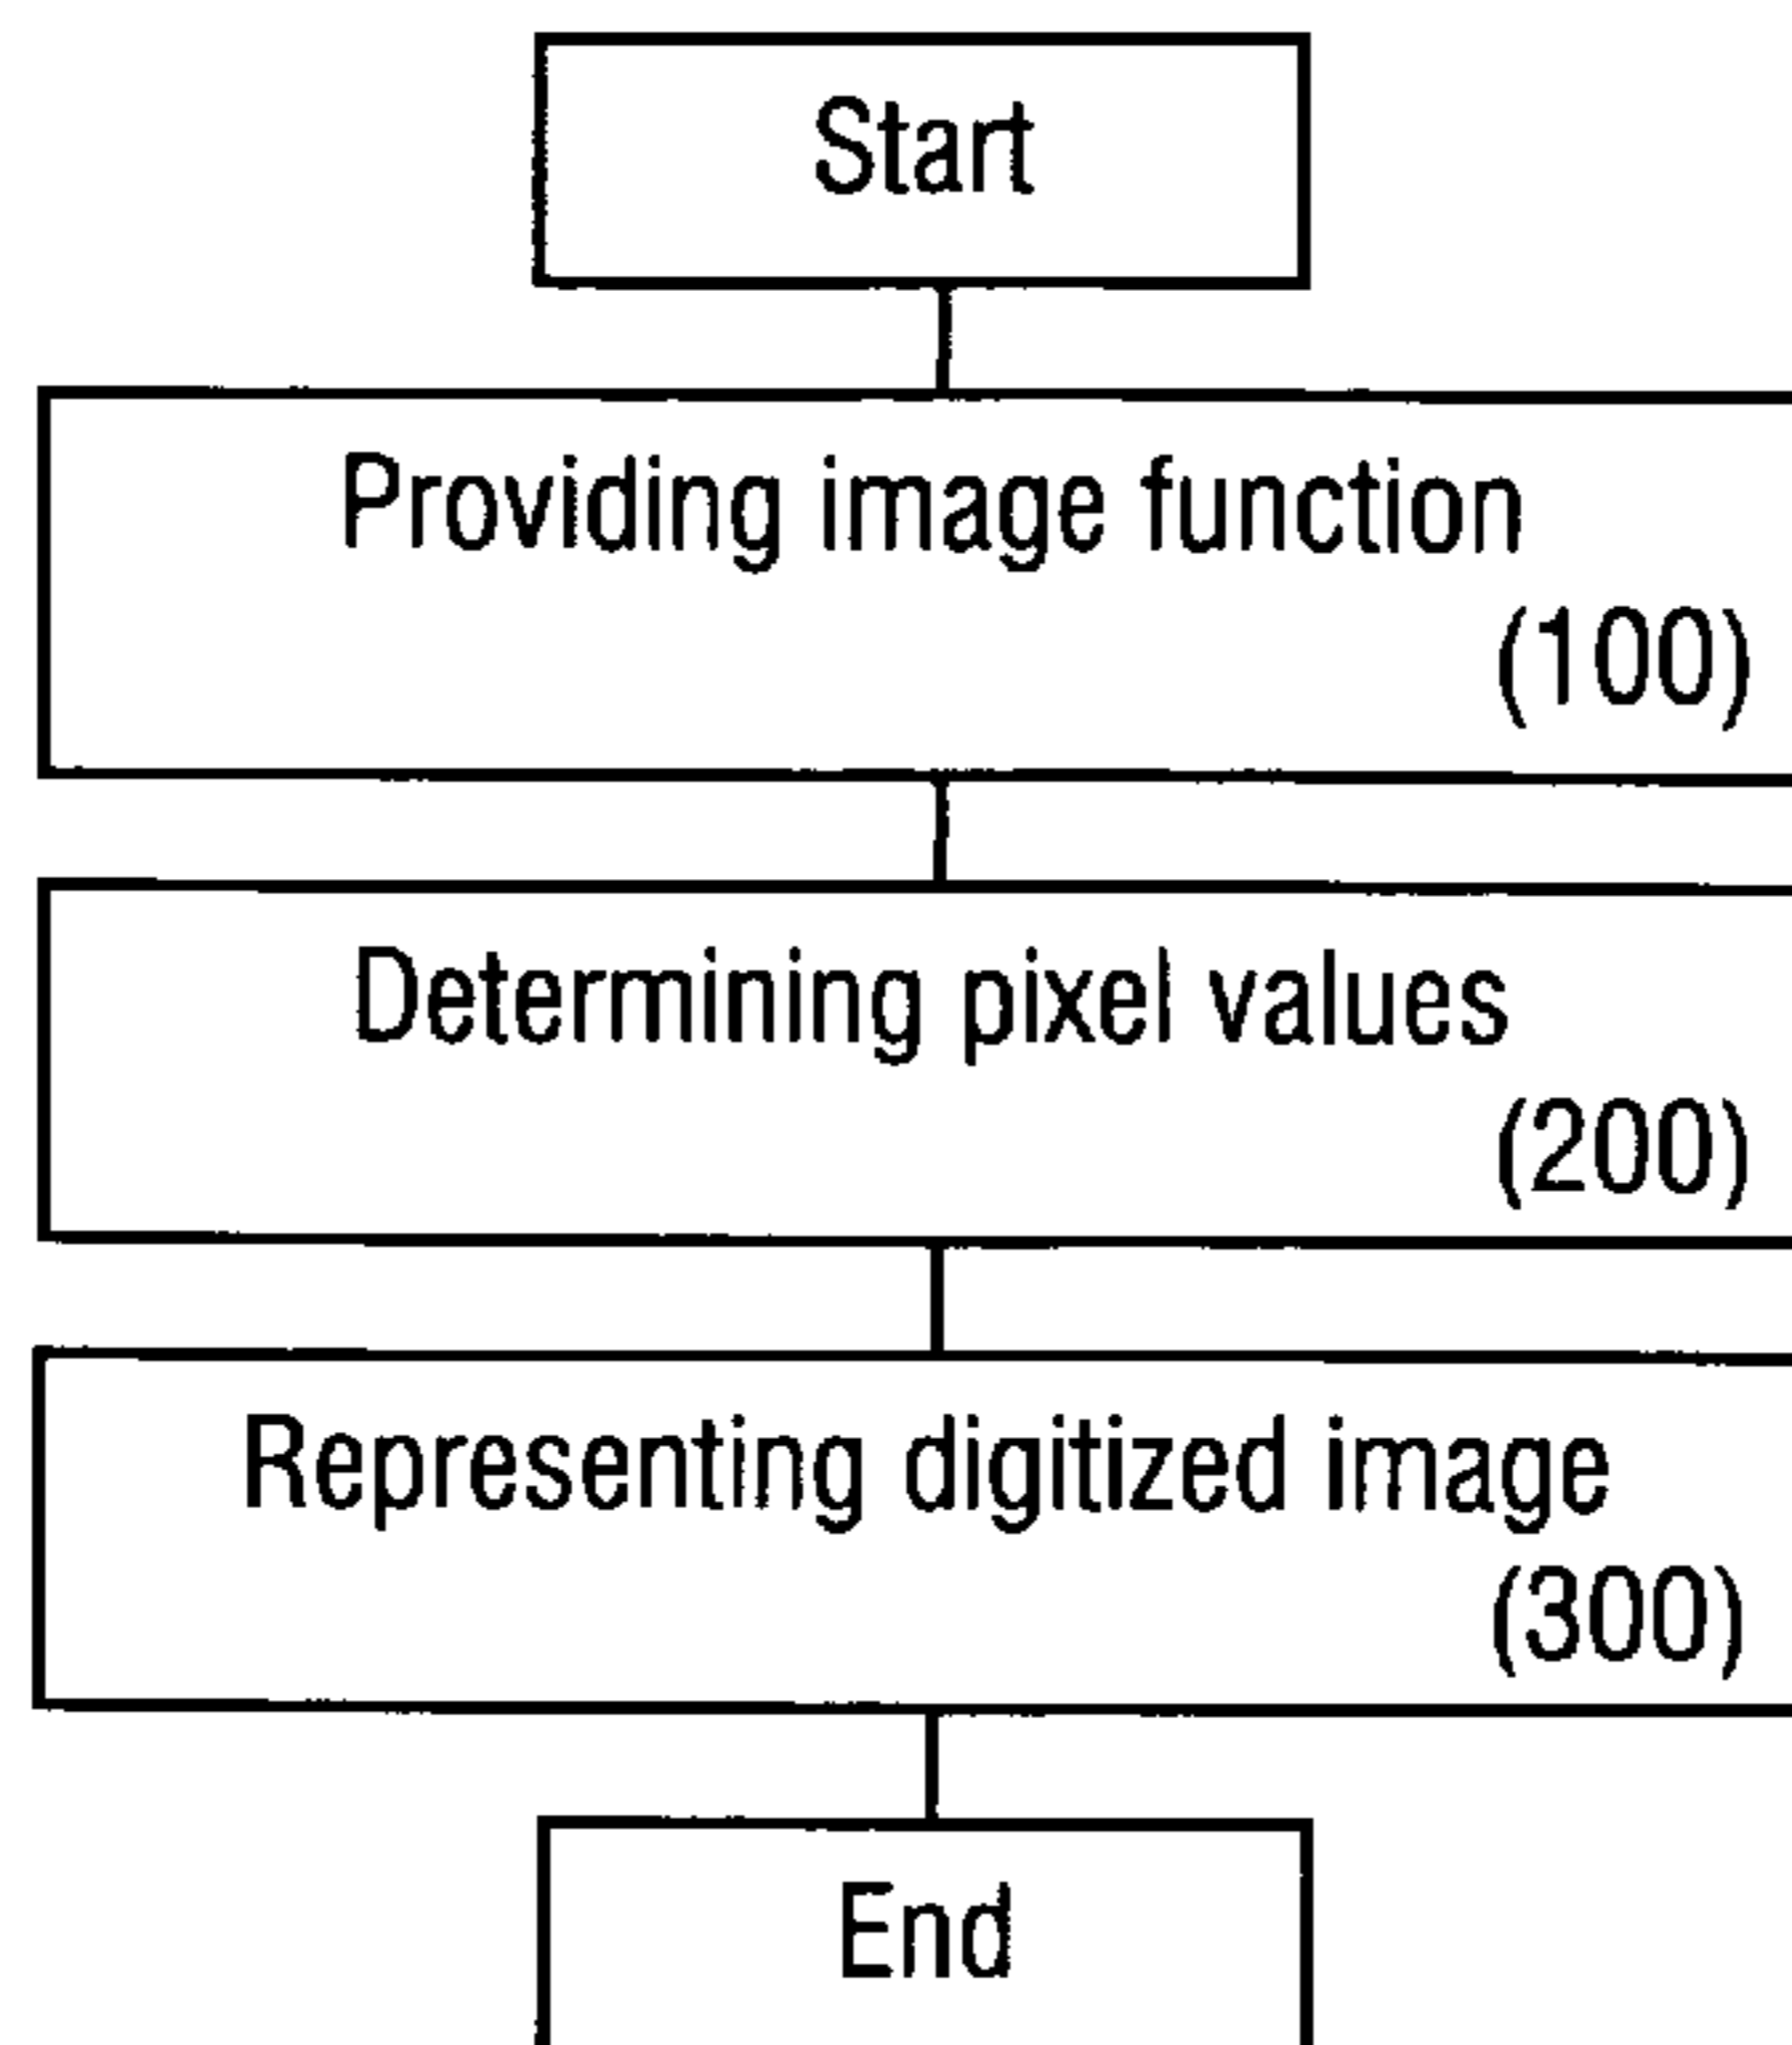 Start
Providing image function
(100)
Determining pixel values
(200)
Representing digitized image
(300)
End